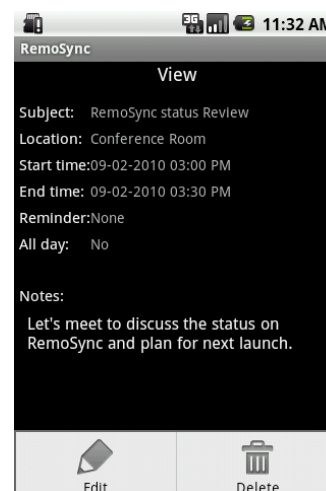 3G 11:32 AM
RemoSync
View
Subject: RemoSync status Review
Location: Conference Room
Start time:09-02-2010 03:00 PM
End time: 09-02-2010 03:30 PM
Reminder:None
All day: No
Notes:
Let's meet to discuss the status on
RemoSync and plan for next launch.
Edit Delete